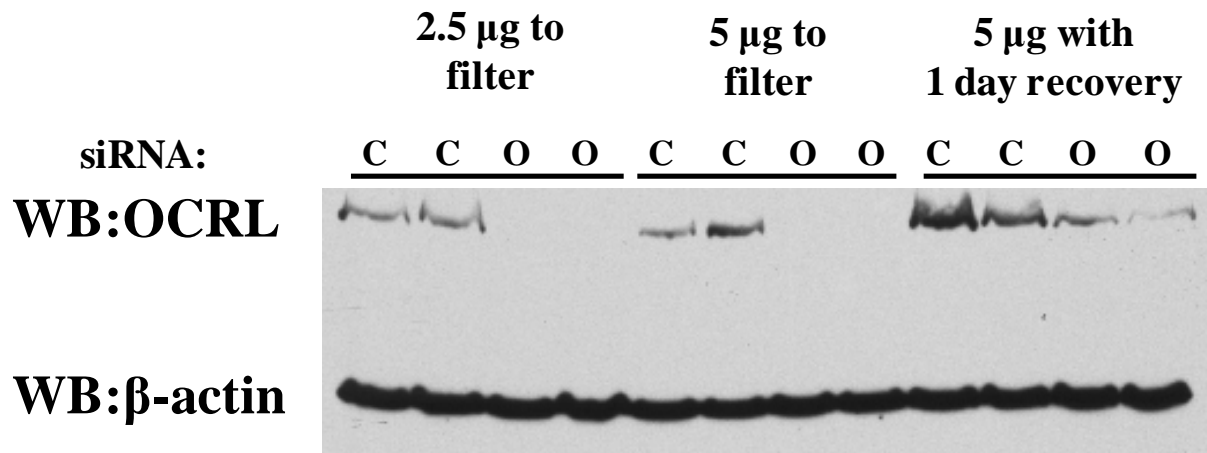 2.5 µg to
filter
5 µg to
filter
5 µg with
1 day recovery
siRNA: C C O O C C O O C C O O
WB:OCRL
WB:β-actin